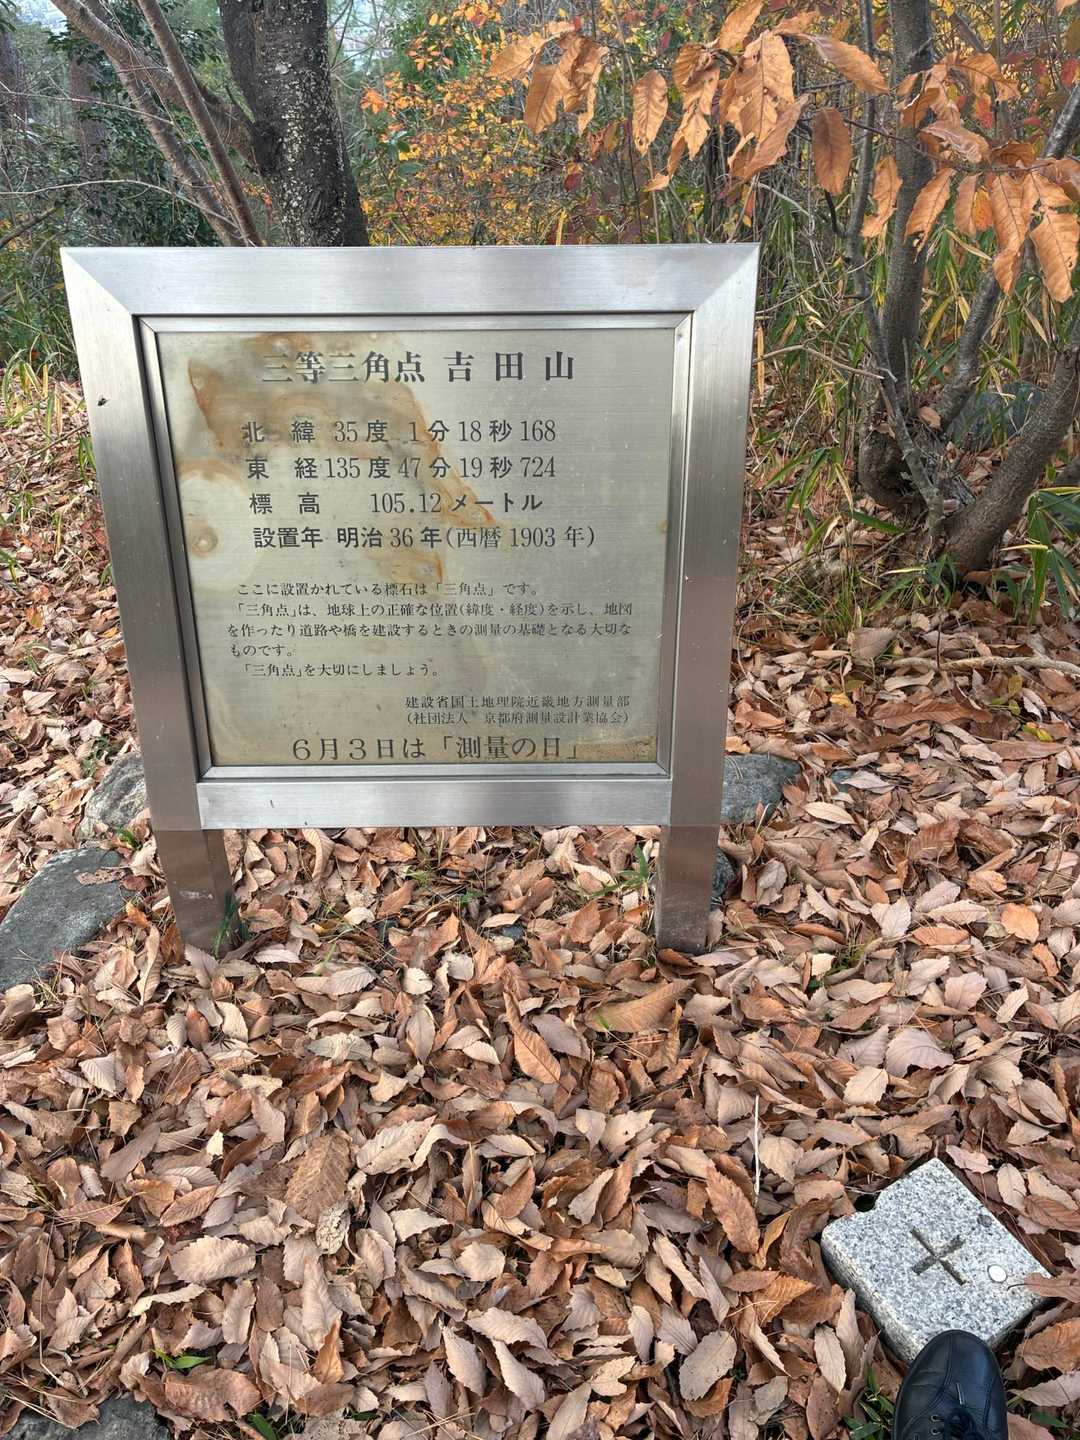 三等三角点 吉田山
北 緯 35度 1分18秒168
東 経135度47分19秒724
標 高 105.12メートル
設置年 明治36年(西暦1903年)
ここに設置かれている標石は「三角点」です。
「三角点」は、地球上の正確な位置(緯度・経度)を示し、地図
を作ったり道路や橋を建設するときの測量の基礎となる大切な
ものです。
「三角点」を大切にしましょう。
建設省国土地理院近畿地方測量部
(社団法人 京都府測量設計業協会)
6月3日は「測量の日」